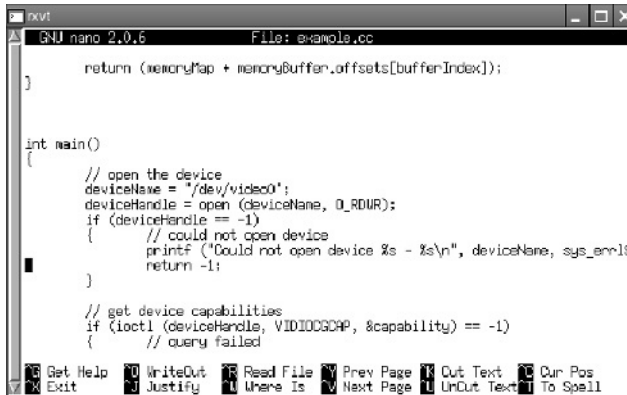 rxvt
GNU nano 2.0.6 File: example.cc
return (memoryMap + memoryBuffer.offsets[bufferIndex]);
}
int main()
{
// open the device
deviceName = "/dev/video0";
deviceHandle = open (deviceName, O_RDWR);
if (deviceHandle == -1)
{ // could not open device
printf ("Could not open device %s - %s\n", deviceName, sys_errl$
return -1;
}
// get device capabilities
if (ioctl (deviceHandle, VIDIOCGCAP, &capability) == -1)
{ // query failed
^G Get Help ^O WriteOut ^R Read File ^Y Prev Page ^K Cut Text ^C Cur Pos
^X Exit ^J Justify ^W Where Is ^V Next Page ^U UnCut Text ^T To Spell